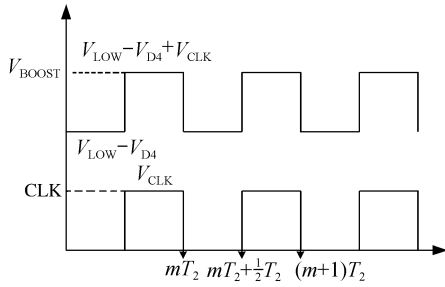 V_LOW−V_D4+V_CLK
V_BOOST
V_LOW−V_D4
V_CLK
CLK
mT_2 mT_2+1/2T_2 (m+1)T_2